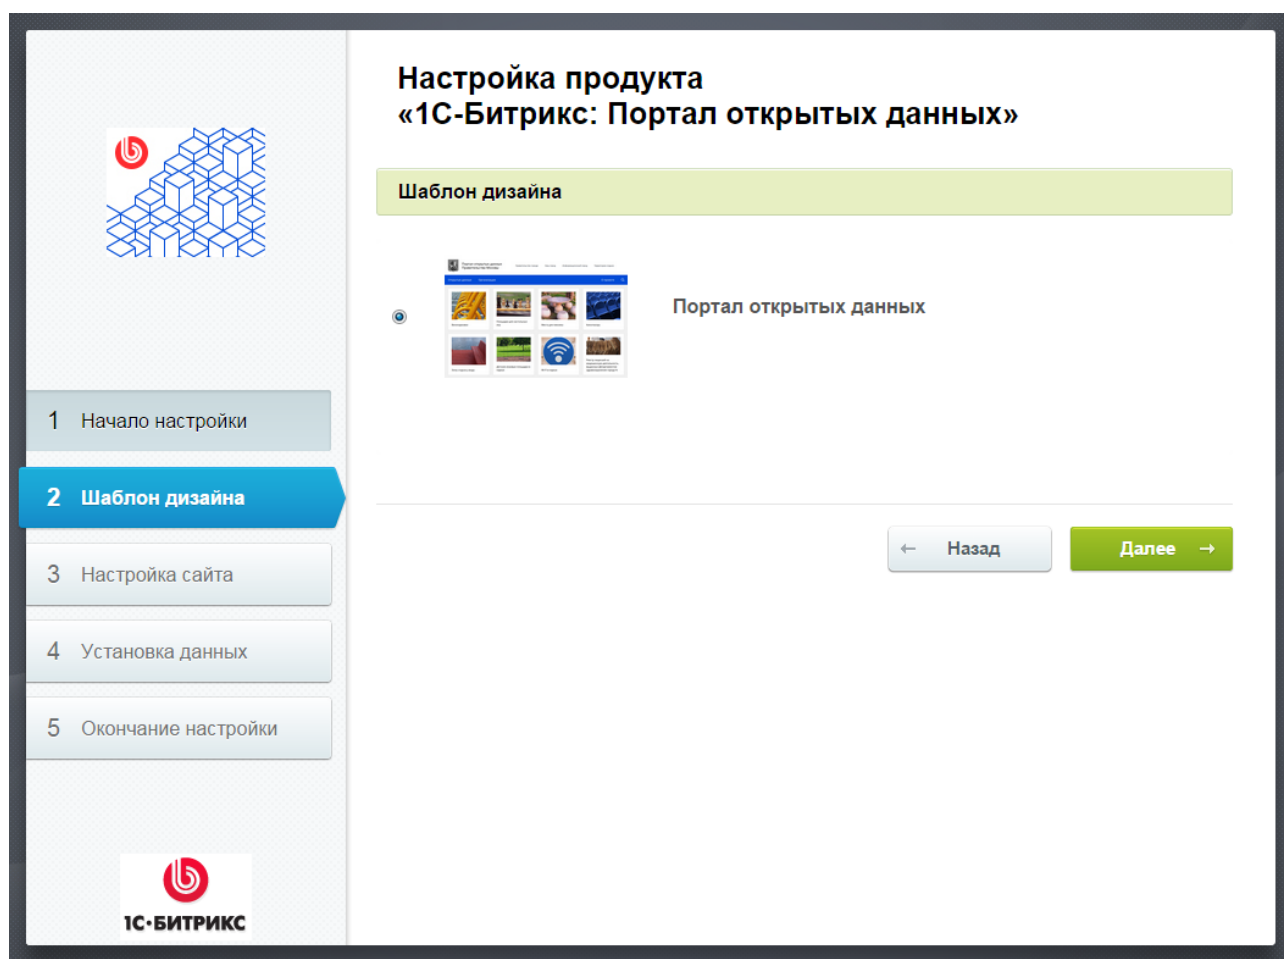 Настройка продукта
«1С-Битрикс: Портал открытых данных»
Шаблон дизайна
Портал открытых данных
1 Начало настройки
2 Шаблон дизайна
3 Настройка сайта
4 Установка данных
5 Окончание настройки
← Назад
Далее →
1С·БИТРИКС